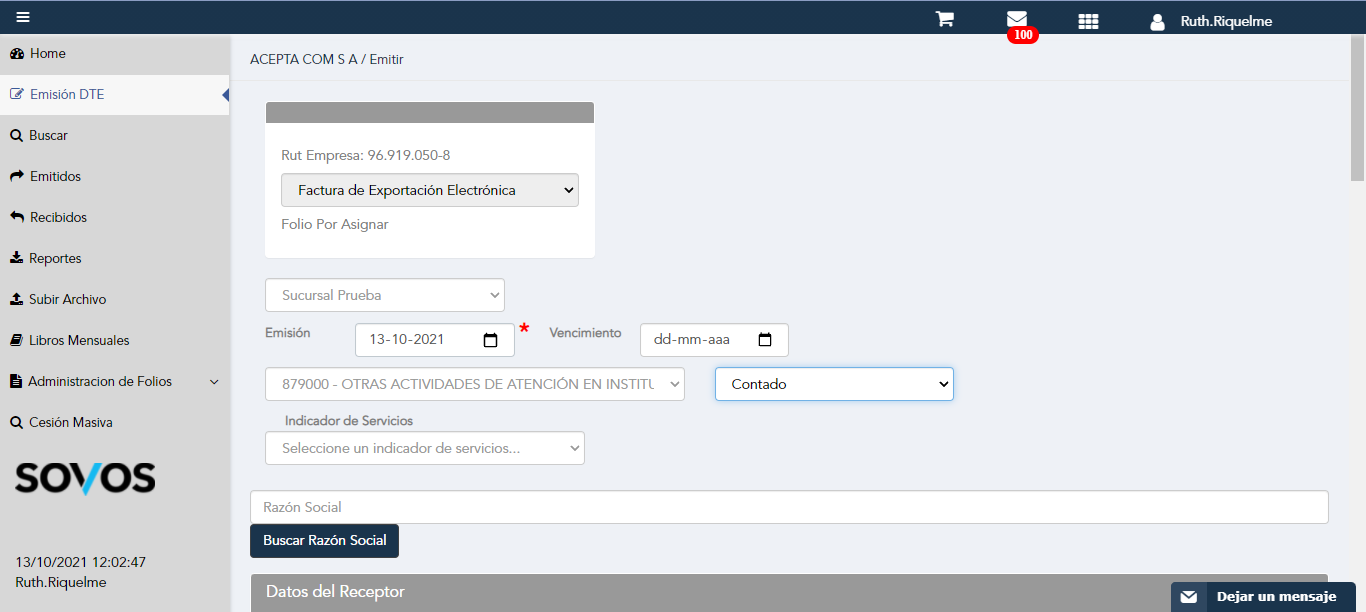 100
Ruth.Riquelme
Home
Emisión DTE
Buscar
Emitidos
Recibidos
Reportes
Subir Archivo
Libros Mensuales
Administracion de Folios
Cesión Masiva
SOVOS
13/10/2021 12:02:47
Ruth.Riquelme
ACEPTA COM S A / Emitir
Rut Empresa: 96.919.050-8
Factura de Exportación Electrónica
Folio Por Asignar
Sucursal Prueba
Emisión 13-10-2021 * Vencimiento dd-mm-aaa
879000 - OTRAS ACTIVIDADES DE ATENCIÓN EN INSTITU Contado
Indicador de Servicios
Seleccione un indicador de servicios...
Razón Social
Buscar Razón Social
Datos del Receptor
Dejar un mensaje